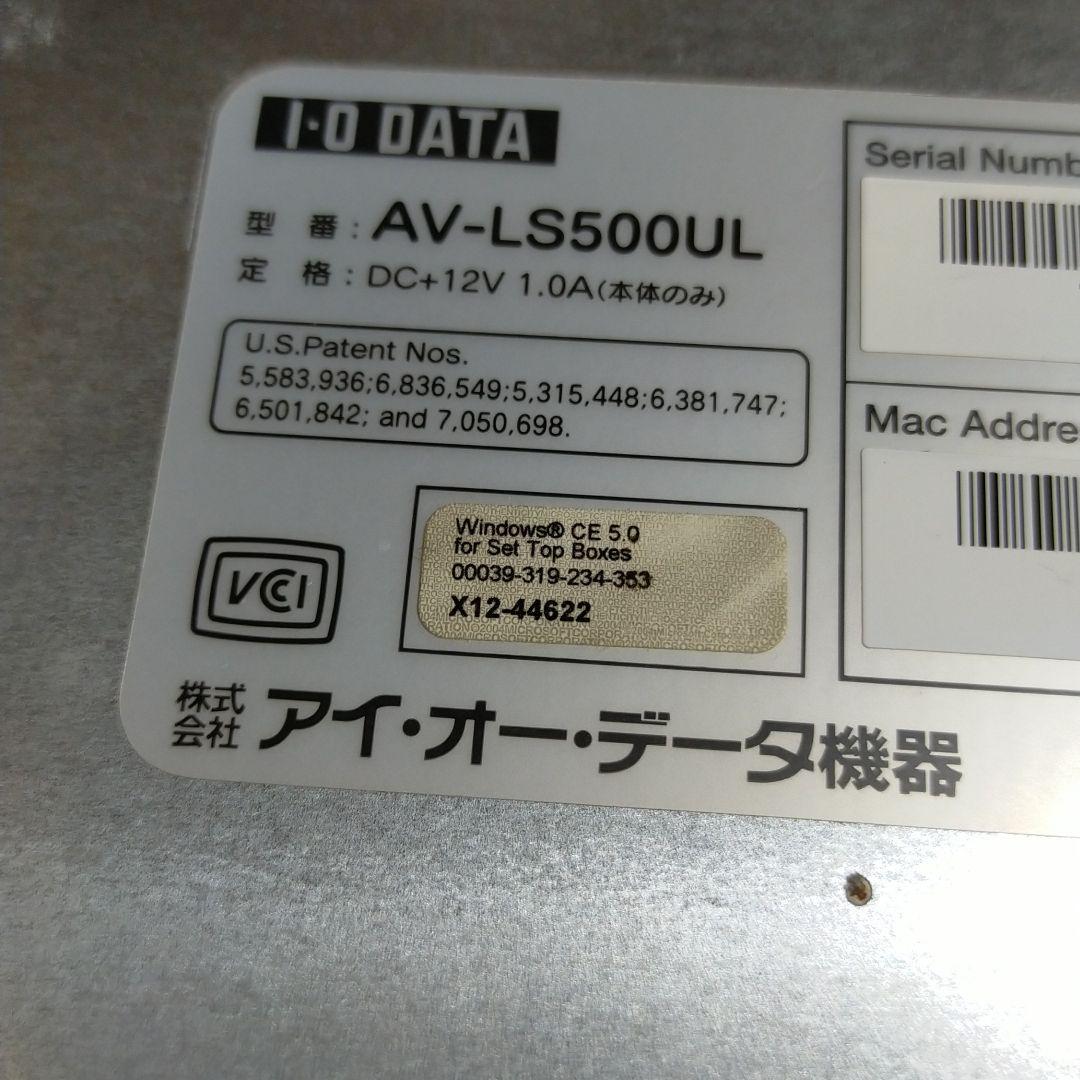 I·O DATA
型 番 : AV-LS500UL
定 格 : DC+12V 1.0A(本体のみ)
U.S.Patent Nos.
5,583,936;6,836,549;5,315,448;6,381,747;
6,501,842; and 7,050,698.
Serial Numb
Mac Addre
VCCI
Windows® CE 5.0
for Set Top Boxes
00039-319-234-353
X12-44622
株式
会社
アイ・オー・データ機器